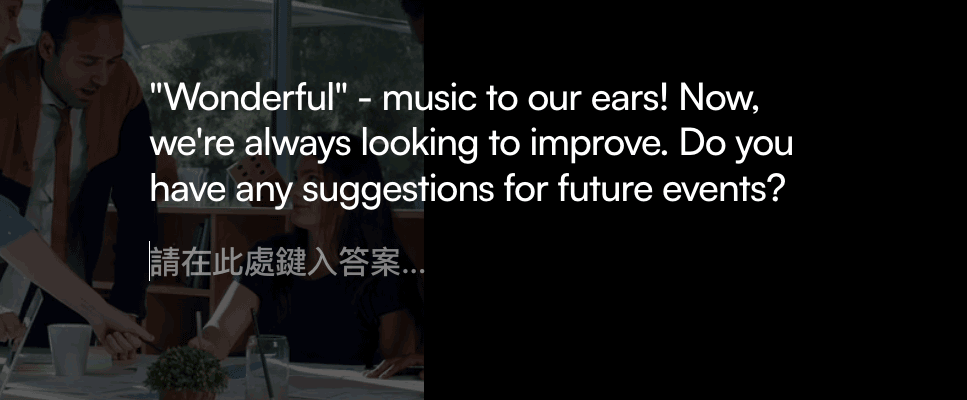 "Wonderful" - music to our ears! Now,
we're always looking to improve. Do you
have any suggestions for future events?
請在此處鍵入答案...